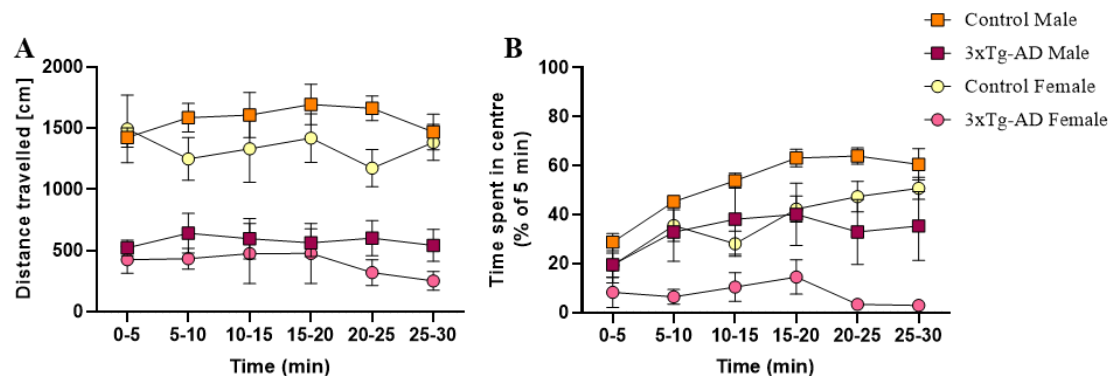 A
Distance travelled [cm]
2000
1500
1000
500
0
0-5 5-10 10-15 15-20 20-25 25-30
Time (min)
B
Time spent in centre
(% of 5 min)
100
80
60
40
20
0
0-5 5-10 10-15 15-20 20-25 25-30
Time (min)
Control Male
3xTg-AD Male
Control Female
3xTg-AD Female